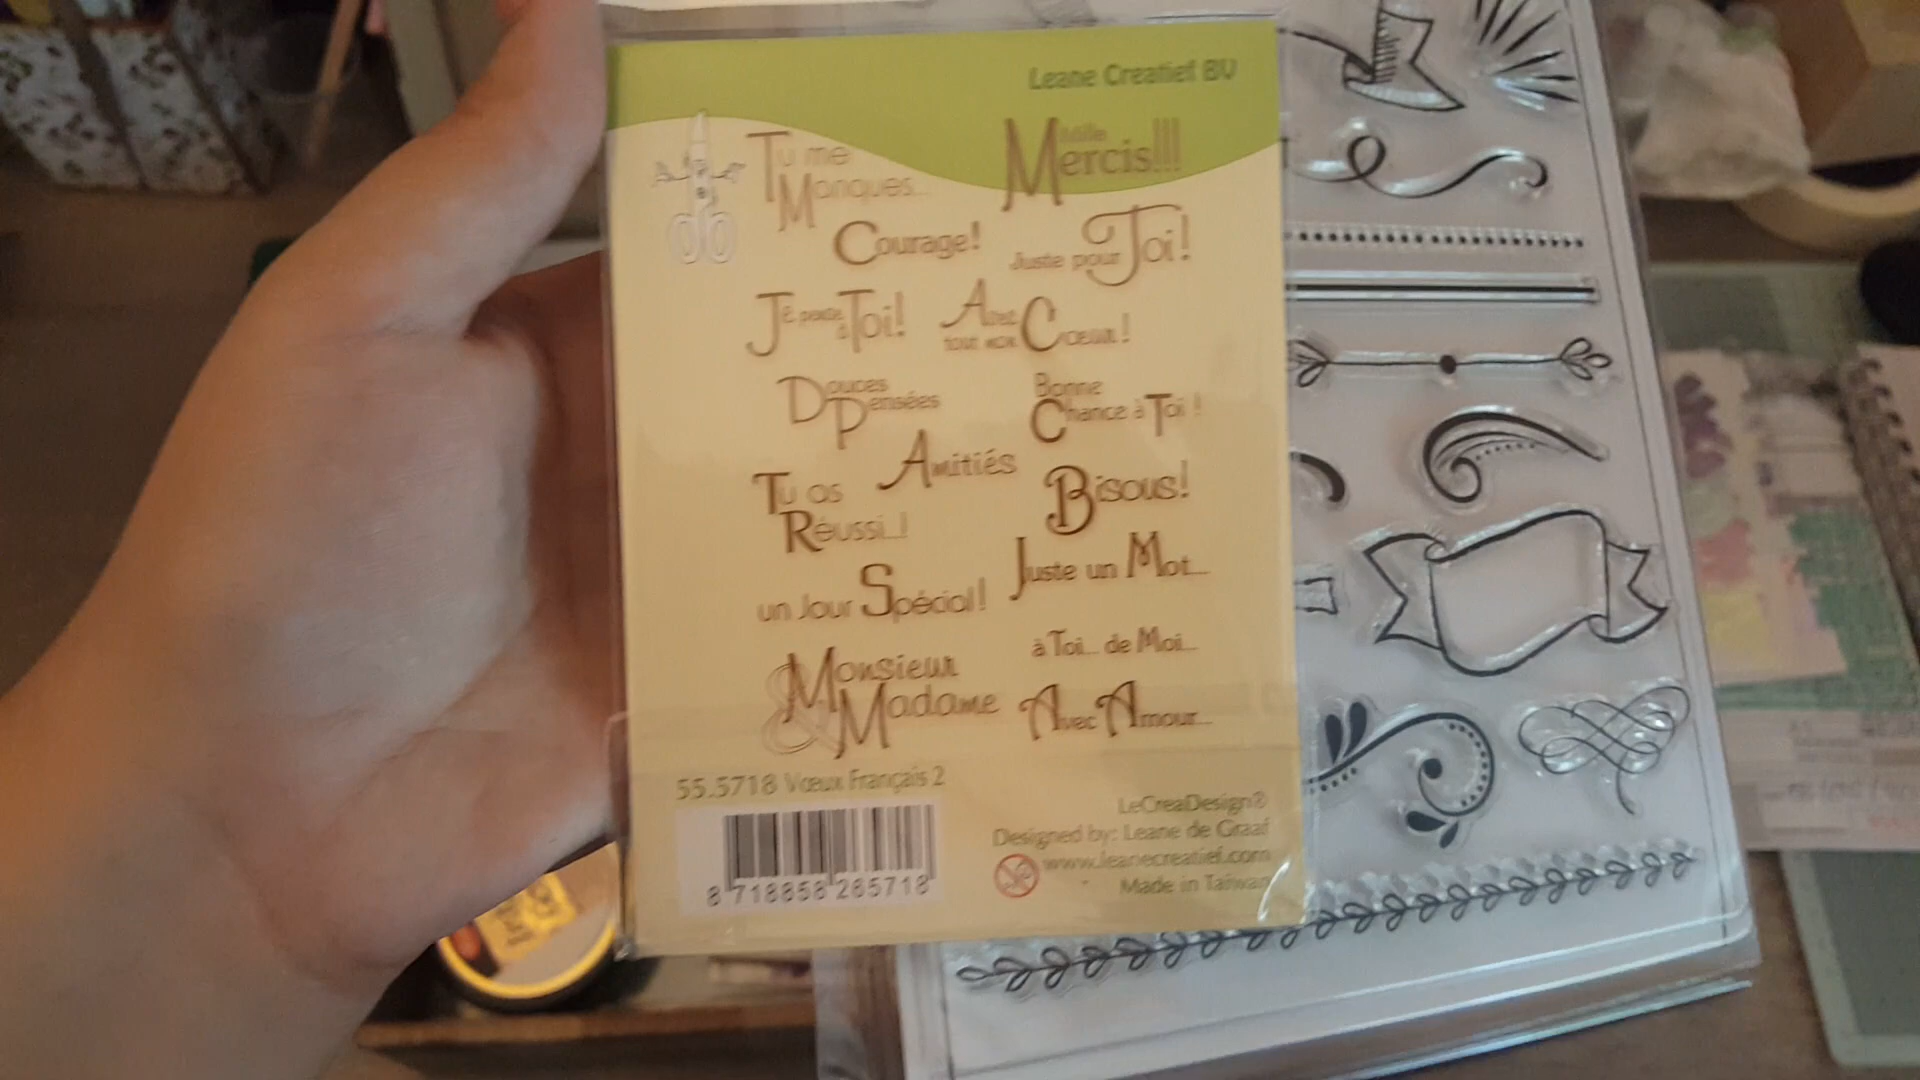 Leane Creatief BV
Tu me
Manques...
Mille
Mercis!!!
Courage!
Juste pour Toi!
Je pense
à Toi!
Avec
tout mon Coeur!
Douces
Pensées
Bonne
Chance à Toi !
Amitiés
Tu as
Réussi...!
Bisous!
Juste un Mot...
un Jour Spécial!
à Toi... de Moi...
Monsieur
& Madame
Avec Amour...
55.5718 Vœux Français 2
8 718858 265718
LeCreaDesign®
Designed by: Leane de Graaf
www.leanecreatief.com
Made in Taiwan